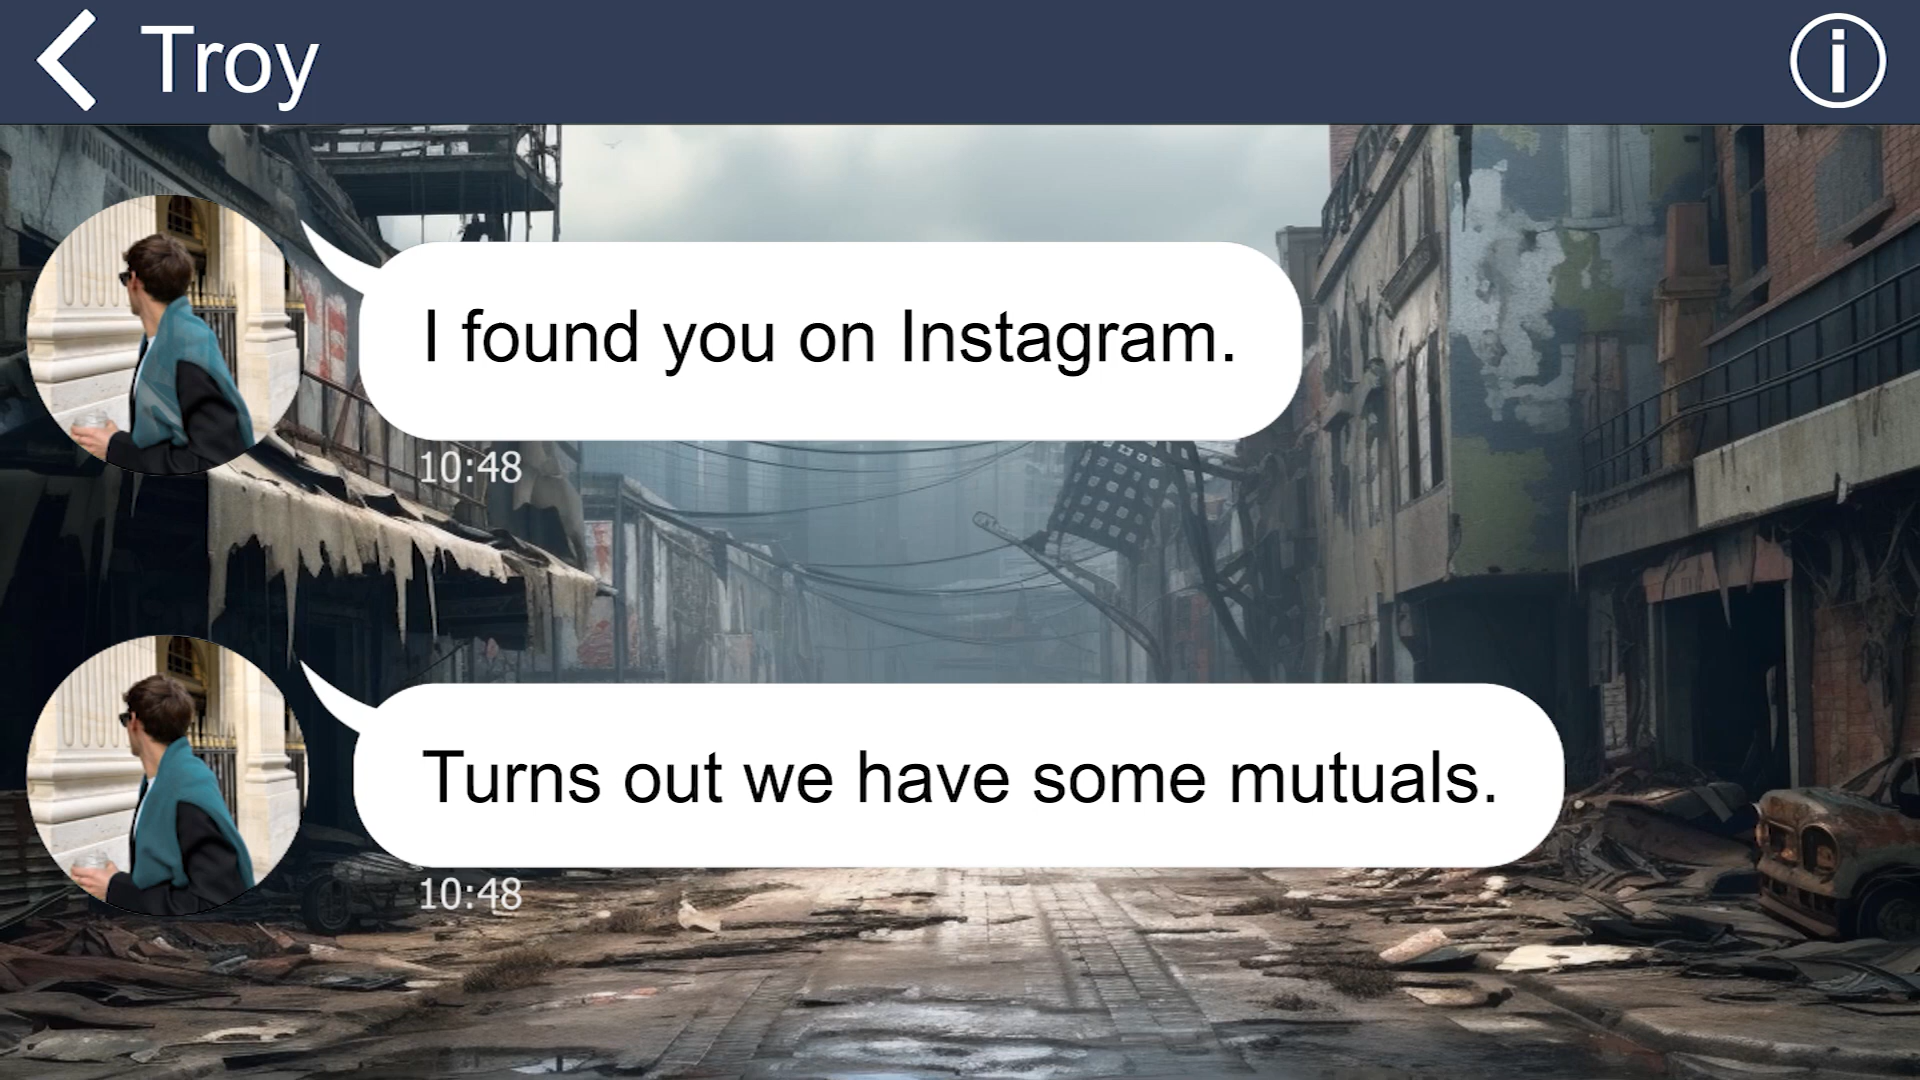 Troy
I found you on Instagram.
10:48
Turns out we have some mutuals.
10:48